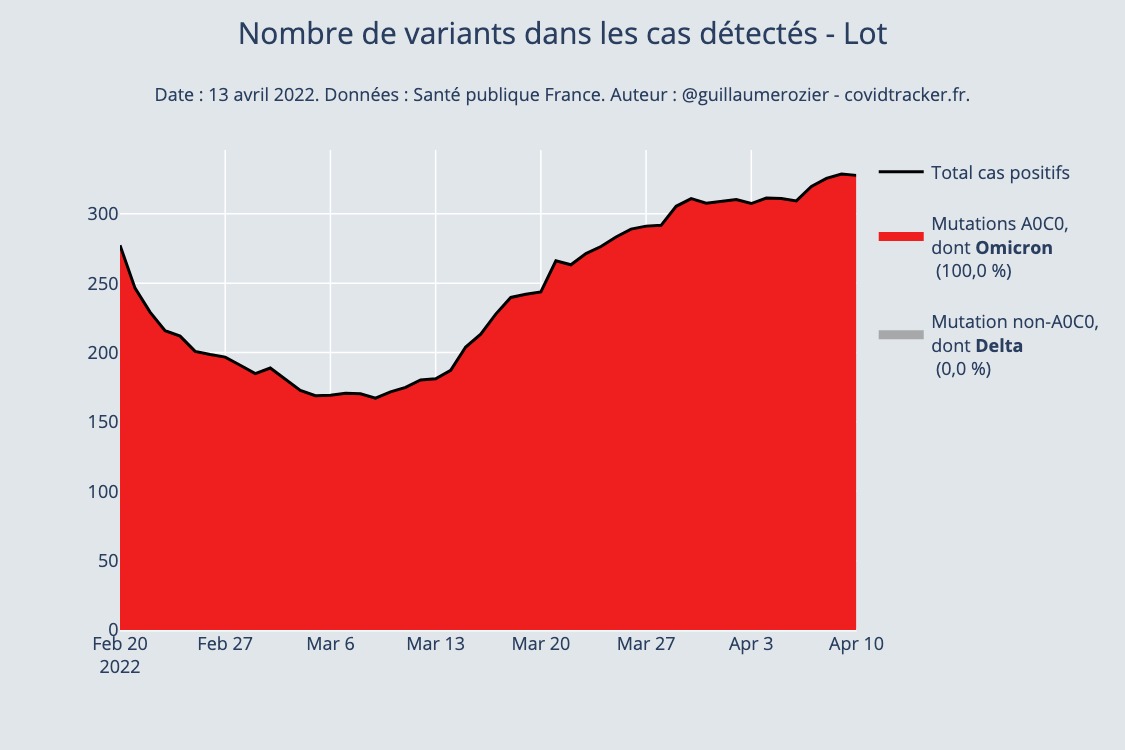 Nombre de variants dans les cas détectés - Lot
Date : 13 avril 2022. Données : Santé publique France. Auteur : @guillaumerozier - covidtracker.fr.
Total cas positifs
Mutations A0C0,
dont Omicron
(100,0 %)
Mutation non-A0C0,
dont Delta
(0,0 %)
300
250
200
150
100
50
0
Feb 20 Feb 27 Mar 6 Mar 13 Mar 20 Mar 27 Apr 3 Apr 10
2022